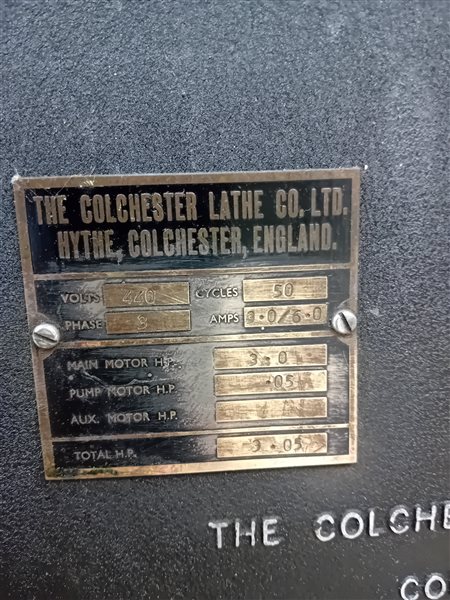 THE COLCHESTER LATHE CO. LTD.
HYTHE, COLCHESTER, ENGLAND.
VOLTS 440 CYCLES 50
PHASE 3 AMPS
MAIN MOTOR H.P. 3.0
PUMP MOTOR H.P. .05
AUX. MOTOR H.P.
TOTAL H.P. 3.05
THE COLCHE
CO